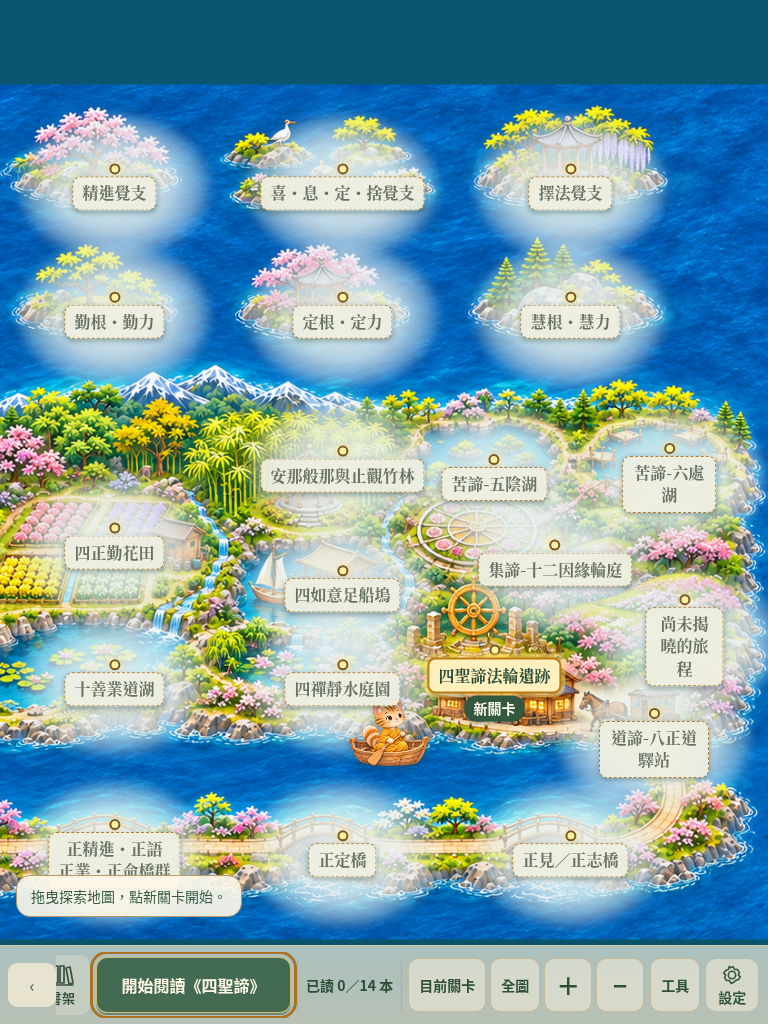 精進覺支
喜・息・定・捨覺支
擇法覺支
勤根・勤力
定根・定力
慧根・慧力
安那般那與止觀竹林
苦諦-五陰湖
苦諦-六處
湖
四正勤花田
集諦-十二因緣輪庭
四如意足船塢
尚未揭
曉的旅
程
十善業道湖
四禪靜水庭園
四聖諦法輪遺跡
新關卡
道諦-八正道
驛站
正精進・正語
正業・正命橋群
正定橋
正見／正志橋
拖曳探索地圖，點新關卡開始。
‹
書架
開始閱讀《四聖諦》
已讀 0／14 本
目前關卡
全圖
＋
－
工具
設定